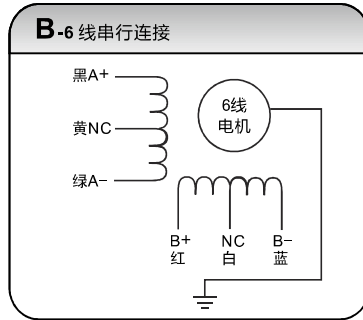 B-6 线串行连接
黑A+
黄NC
绿A-
6线
电机
B+ NC B-
红 白 蓝